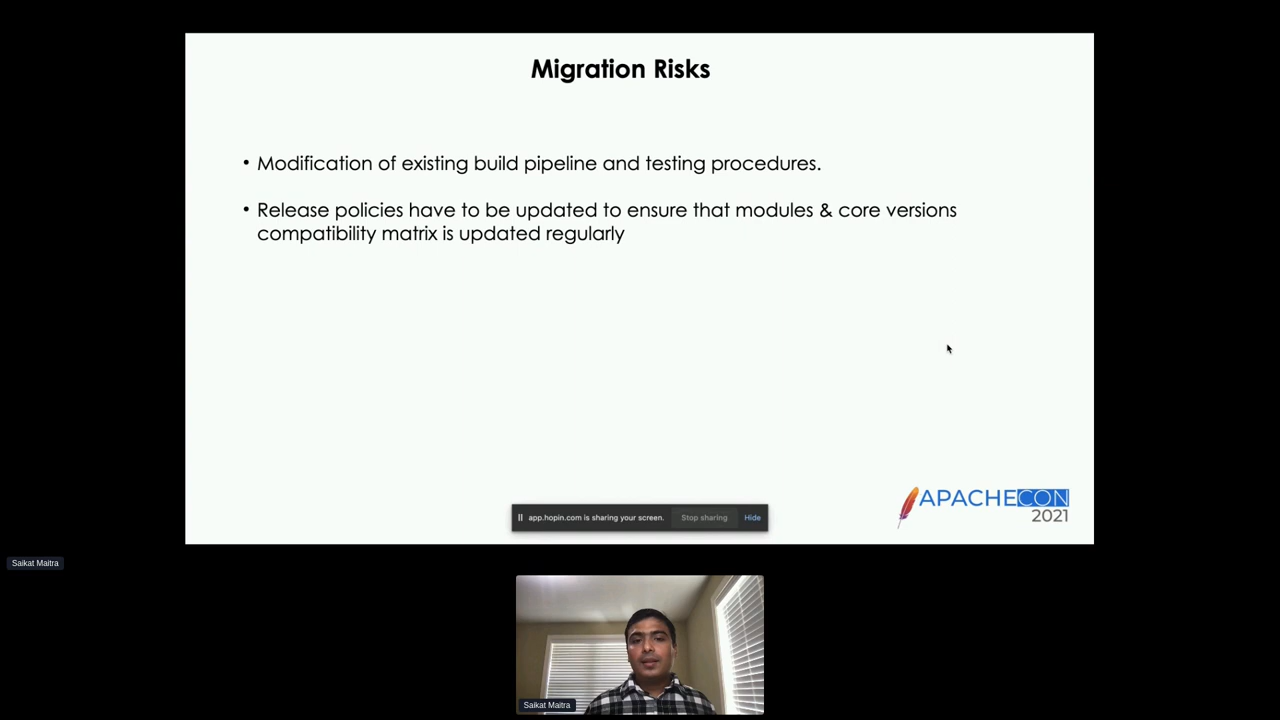 Migration Risks
• Modification of existing build pipeline and testing procedures.
• Release policies have to be updated to ensure that modules & core versions
compatibility matrix is updated regularly
APACHECON
2021
app.hopin.com is sharing your screen.
Stop sharing
Hide
Saikat Maitra
Saikat Maitra